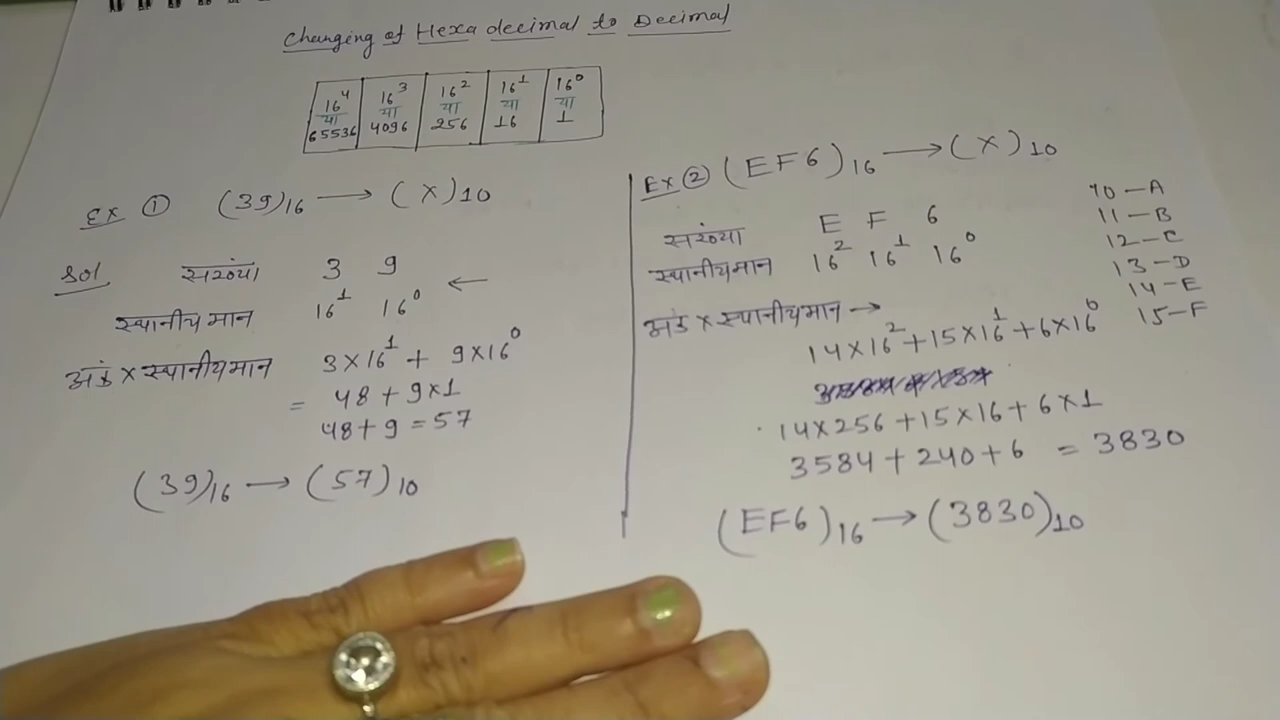 Changing of Hexa decimal to Decimal
16⁴ 16³ 16² 16¹ 16⁰
या या या या या
65536 4096 256 16 1
Ex ① (39)₁₆ → (X)₁₀
Sol सरंव्या 3 9 ←
स्थानीय मान 16¹ 16⁰
अंक × स्थानीयमान 3×16¹ + 9×16⁰
= 48 + 9×1
48 + 9 = 57
(39)₁₆ → (57)₁₀
Ex ② (EF6)₁₆ → (X)₁₀
सरंव्या E F 6
स्थानीयमान 16² 16¹ 16⁰
अंक × स्थानीयमान →
14×16² + 15×16¹ + 6×16⁰
14×256 + 15×16 + 6×1
3584 + 240 + 6 = 3830
(EF6)₁₆ → (3830)₁₀
10 – A
11 – B
12 – C
13 – D
14 – E
15 – F